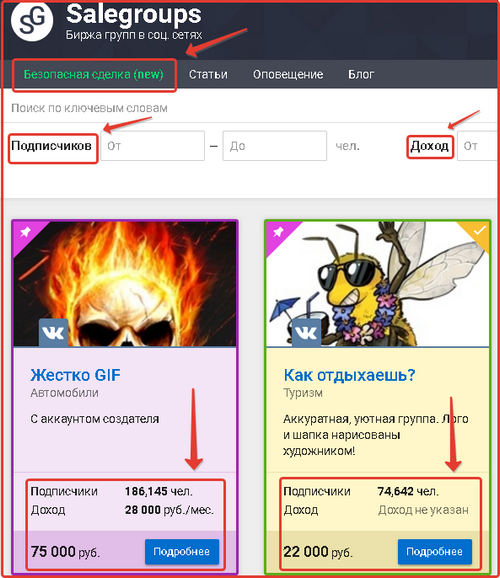 SG
Salegroups
Биржа групп в соц. сетях
Безопасная сделка (new) Статьи Оповещение Блог
Поиск по ключевым словам
Подписчиков От — До чел. Доход От
Жестко GIF
Автомобили
С аккаунтом создателя
Подписчики 186,145 чел.
Доход 28 000 руб./мес.
75 000 руб. Подробнее
Как отдыхаешь?
Туризм
Аккуратная, уютная группа. Лого
и шапка нарисованы
художником!
Подписчики 74,642 чел.
Доход Доход не указан
22 000 руб. Подробнее